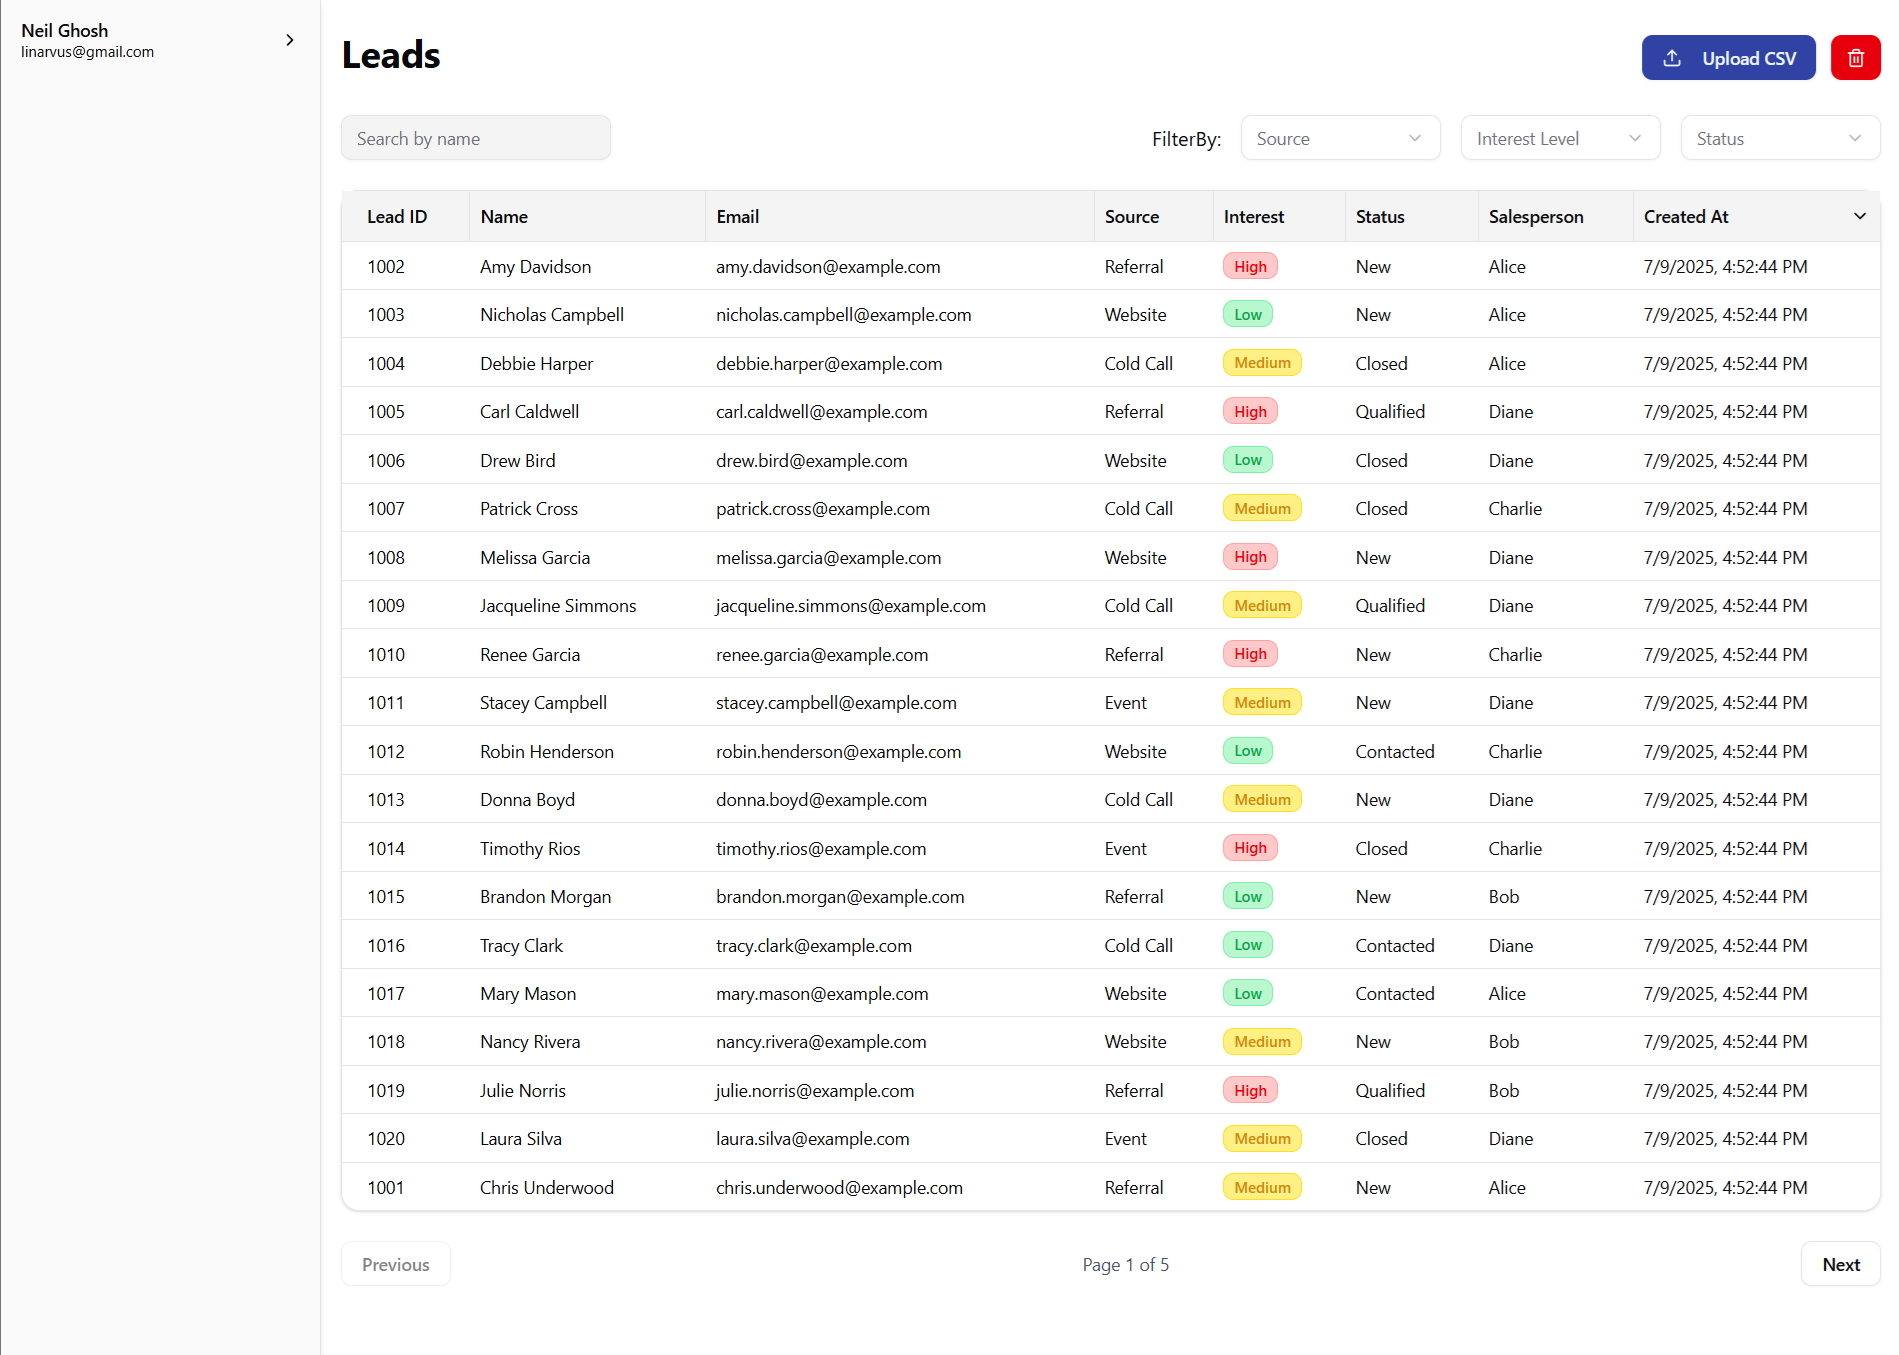 Neil Ghosh
linarvus@gmail.com
Leads
Upload CSV
Search by name
FilterBy: Source Interest Level Status
Lead ID Name Email Source Interest Status Salesperson Created At
1002 Amy Davidson amy.davidson@example.com Referral High New Alice 7/9/2025, 4:52:44 PM
1003 Nicholas Campbell nicholas.campbell@example.com Website Low New Alice 7/9/2025, 4:52:44 PM
1004 Debbie Harper debbie.harper@example.com Cold Call Medium Closed Alice 7/9/2025, 4:52:44 PM
1005 Carl Caldwell carl.caldwell@example.com Referral High Qualified Diane 7/9/2025, 4:52:44 PM
1006 Drew Bird drew.bird@example.com Website Low Closed Diane 7/9/2025, 4:52:44 PM
1007 Patrick Cross patrick.cross@example.com Cold Call Medium Closed Charlie 7/9/2025, 4:52:44 PM
1008 Melissa Garcia melissa.garcia@example.com Website High New Diane 7/9/2025, 4:52:44 PM
1009 Jacqueline Simmons jacqueline.simmons@example.com Cold Call Medium Qualified Diane 7/9/2025, 4:52:44 PM
1010 Renee Garcia renee.garcia@example.com Referral High New Charlie 7/9/2025, 4:52:44 PM
1011 Stacey Campbell stacey.campbell@example.com Event Medium New Diane 7/9/2025, 4:52:44 PM
1012 Robin Henderson robin.henderson@example.com Website Low Contacted Charlie 7/9/2025, 4:52:44 PM
1013 Donna Boyd donna.boyd@example.com Cold Call Medium New Diane 7/9/2025, 4:52:44 PM
1014 Timothy Rios timothy.rios@example.com Event High Closed Charlie 7/9/2025, 4:52:44 PM
1015 Brandon Morgan brandon.morgan@example.com Referral Low New Bob 7/9/2025, 4:52:44 PM
1016 Tracy Clark tracy.clark@example.com Cold Call Low Contacted Diane 7/9/2025, 4:52:44 PM
1017 Mary Mason mary.mason@example.com Website Low Contacted Alice 7/9/2025, 4:52:44 PM
1018 Nancy Rivera nancy.rivera@example.com Website Medium New Bob 7/9/2025, 4:52:44 PM
1019 Julie Norris julie.norris@example.com Referral High Qualified Bob 7/9/2025, 4:52:44 PM
1020 Laura Silva laura.silva@example.com Event Medium Closed Diane 7/9/2025, 4:52:44 PM
1001 Chris Underwood chris.underwood@example.com Referral Medium New Alice 7/9/2025, 4:52:44 PM
Previous Page 1 of 5 Next